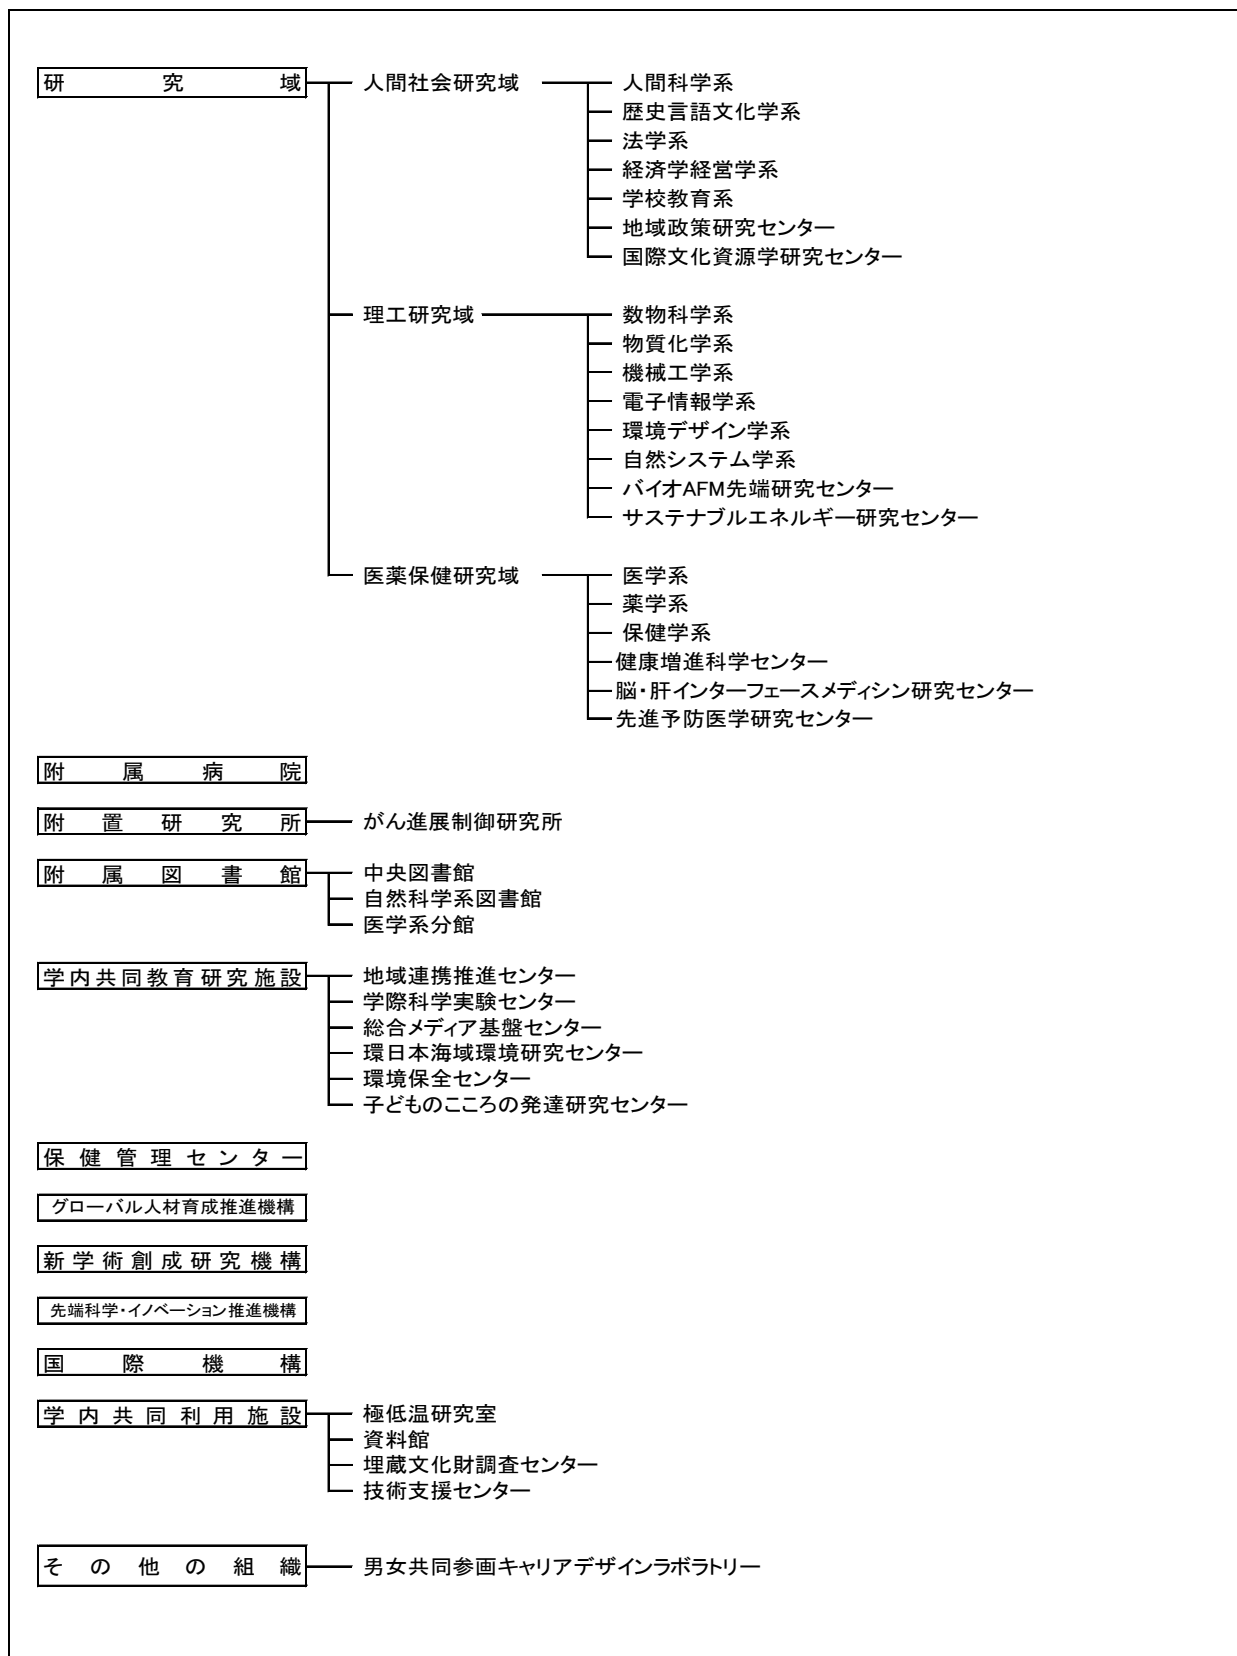 研究域 人間社会研究域 人間科学系
歴史言語文化学系
法学系
経済学経営学系
学校教育系
地域政策研究センター
国際文化資源学研究センター
理工研究域 数物科学系
物質化学系
機械工学系
電子情報学系
環境デザイン学系
自然システム学系
バイオAFM先端研究センター
サステナブルエネルギー研究センター
医薬保健研究域 医学系
薬学系
保健学系
健康増進科学センター
脳・肝インターフェースメディシン研究センター
先進予防医学研究センター
附属病院
附置研究所 がん進展制御研究所
附属図書館 中央図書館
自然科学系図書館
医学系分館
学内共同教育研究施設 地域連携推進センター
学際科学実験センター
総合メディア基盤センター
環日本海域環境研究センター
環境保全センター
子どものこころの発達研究センター
保健管理センター
グローバル人材育成推進機構
新学術創成研究機構
先端科学・イノベーション推進機構
国際機構
学内共同利用施設 極低温研究室
資料館
埋蔵文化財調査センター
技術支援センター
その他の組織 男女共同参画キャリアデザインラボラトリー